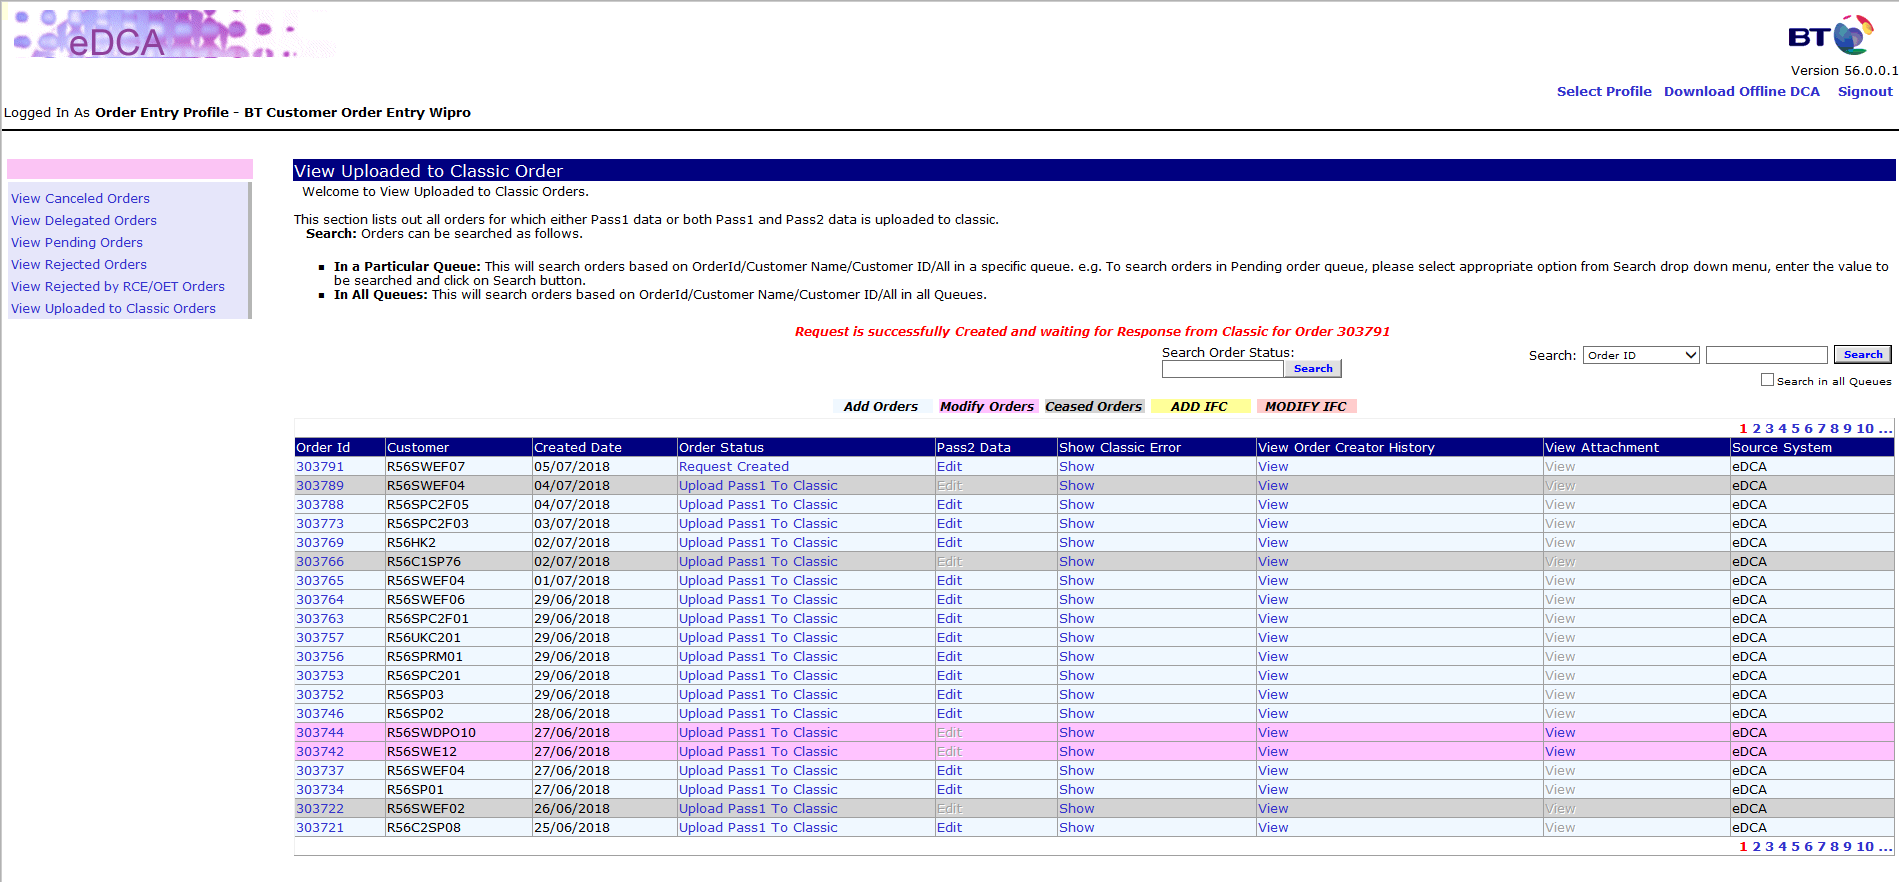 eDCA
BT
Version 56.0.0.1
Select Profile Download Offline DCA Signout
Logged In As Order Entry Profile - BT Customer Order Entry Wipro
View Canceled Orders
View Delegated Orders
View Pending Orders
View Rejected Orders
View Rejected by RCE/OET Orders
View Uploaded to Classic Orders
View Uploaded to Classic Order
Welcome to View Uploaded to Classic Orders.
This section lists out all orders for which either Pass1 data or both Pass1 and Pass2 data is uploaded to classic.
Search: Orders can be searched as follows.
In a Particular Queue: This will search orders based on OrderId/Customer Name/Customer ID/All in a specific queue. e.g. To search orders in Pending order queue, please select appropriate option from Search drop down menu, enter the value to
be searched and click on Search button.
In All Queues: This will search orders based on OrderId/Customer Name/Customer ID/All in all Queues.
Request is successfully Created and waiting for Response from Classic for Order 303791
Search Order Status:
Search
Search: Order ID Search
Search in all Queues
Add Orders Modify Orders Ceased Orders ADD IFC MODIFY IFC
1 2 3 4 5 6 7 8 9 10 ...
Order Id Customer Created Date Order Status Pass2 Data Show Classic Error View Order Creator History View Attachment Source System
303791 R56SWEF07 05/07/2018 Request Created Edit Show View View eDCA
303789 R56SWEF04 04/07/2018 Upload Pass1 To Classic Edit Show View View eDCA
303788 R56SPC2F05 04/07/2018 Upload Pass1 To Classic Edit Show View View eDCA
303773 R56SPC2F03 03/07/2018 Upload Pass1 To Classic Edit Show View View eDCA
303769 R56HK2 02/07/2018 Upload Pass1 To Classic Edit Show View View eDCA
303766 R56C1SP76 02/07/2018 Upload Pass1 To Classic Edit Show View View eDCA
303765 R56SWEF04 01/07/2018 Upload Pass1 To Classic Edit Show View View eDCA
303764 R56SWEF06 29/06/2018 Upload Pass1 To Classic Edit Show View View eDCA
303763 R56SPC2F01 29/06/2018 Upload Pass1 To Classic Edit Show View View eDCA
303757 R56UKC201 29/06/2018 Upload Pass1 To Classic Edit Show View View eDCA
303756 R56SPRM01 29/06/2018 Upload Pass1 To Classic Edit Show View View eDCA
303753 R56SPC201 29/06/2018 Upload Pass1 To Classic Edit Show View View eDCA
303752 R56SP03 29/06/2018 Upload Pass1 To Classic Edit Show View View eDCA
303746 R56SP02 28/06/2018 Upload Pass1 To Classic Edit Show View View eDCA
303744 R56SWDPO10 27/06/2018 Upload Pass1 To Classic Edit Show View View eDCA
303742 R56SWE12 27/06/2018 Upload Pass1 To Classic Edit Show View View eDCA
303737 R56SWEF04 27/06/2018 Upload Pass1 To Classic Edit Show View View eDCA
303734 R56SP01 27/06/2018 Upload Pass1 To Classic Edit Show View View eDCA
303722 R56SWEF02 26/06/2018 Upload Pass1 To Classic Edit Show View View eDCA
303721 R56C2SP08 25/06/2018 Upload Pass1 To Classic Edit Show View View eDCA
1 2 3 4 5 6 7 8 9 10 ...